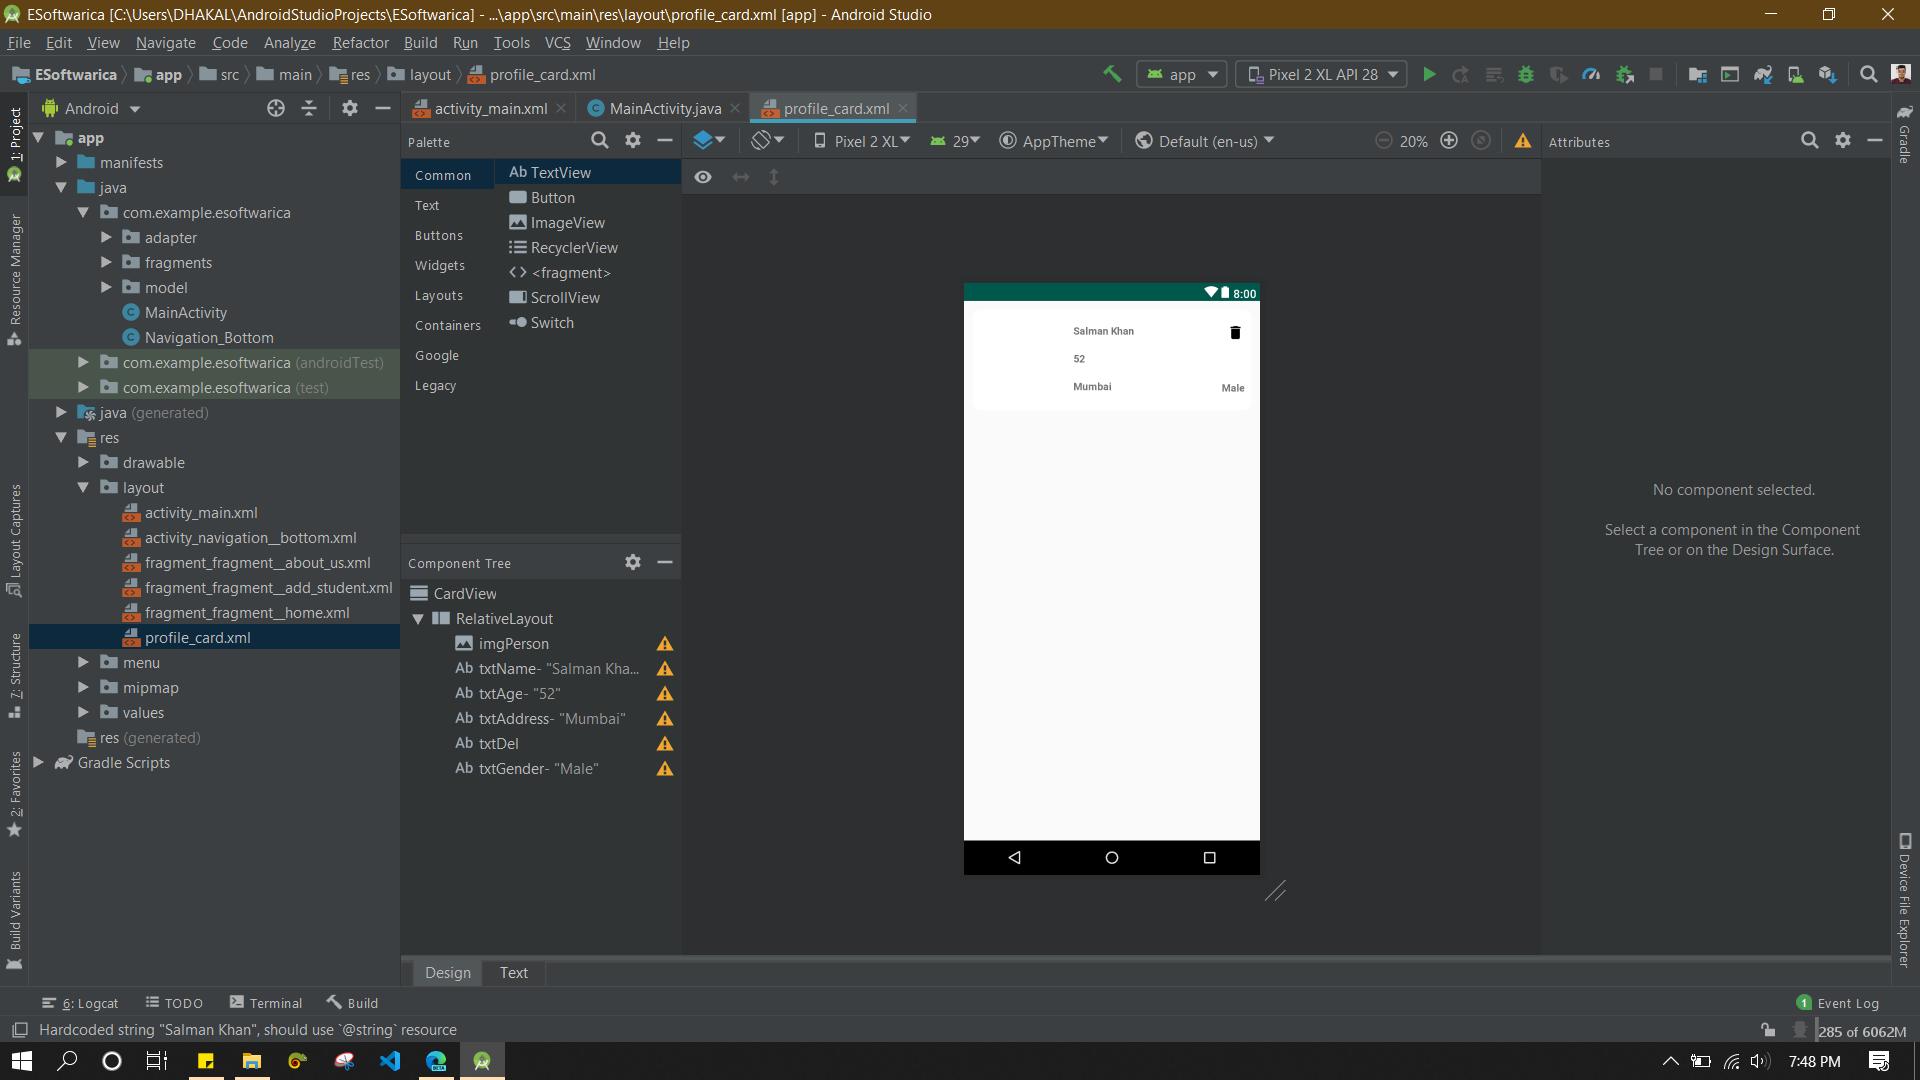 ESoftwarica [C:\Users\DHAKAL\AndroidStudioProjects\ESoftwarica] - ...\app\src\main\res\layout\profile_card.xml [app] - Android Studio
File Edit View Navigate Code Analyze Refactor Build Run Tools VCS Window Help
ESoftwarica app src main res layout profile_card.xml
app Pixel 2 XL API 28
1: Project
Resource Manager
Layout Captures
7: Structure
2: Favorites
Build Variants
Android
app
manifests
java
com.example.esoftwarica
adapter
fragments
model
MainActivity
Navigation_Bottom
com.example.esoftwarica (androidTest)
com.example.esoftwarica (test)
java (generated)
res
drawable
layout
activity_main.xml
activity_navigation__bottom.xml
fragment_fragment__about_us.xml
fragment_fragment__add_student.xml
fragment_fragment__home.xml
profile_card.xml
menu
mipmap
values
res (generated)
Gradle Scripts
activity_main.xml MainActivity.java profile_card.xml
Palette
Common
Text
Buttons
Widgets
Layouts
Containers
Google
Legacy
Ab TextView
Button
ImageView
RecyclerView
<fragment>
ScrollView
Switch
Component Tree
CardView
RelativeLayout
imgPerson
Ab txtName- "Salman Kha...
Ab txtAge- "52"
Ab txtAddress- "Mumbai"
Ab txtDel
Ab txtGender- "Male"
Pixel 2 XL 29 AppTheme Default (en-us) 20%
8:00
Salman Khan
52
Mumbai Male
Attributes
No component selected.
Select a component in the Component
Tree or on the Design Surface.
Gradle
Device File Explorer
Design Text
6: Logcat TODO Terminal Build
1 Event Log
Hardcoded string "Salman Khan", should use `@string` resource
285 of 6062M
BETA
7:48 PM